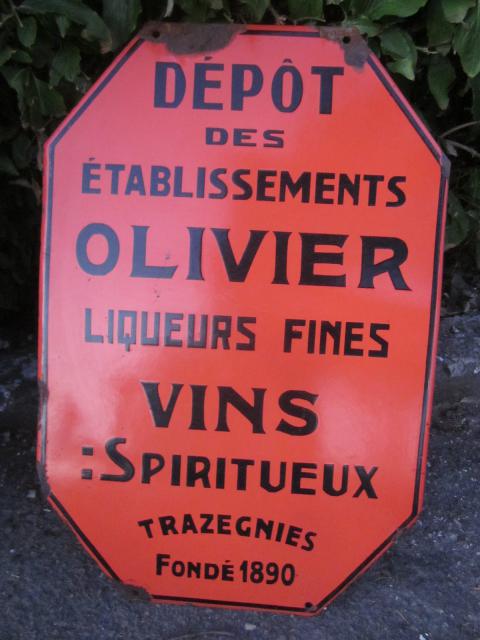 DÉPÔT
DES
ÉTABLISSEMENTS
OLIVIER
LIQUEURS FINES
VINS
:SPIRITUEUX
TRAZEGNIES
FONDÉ 1890